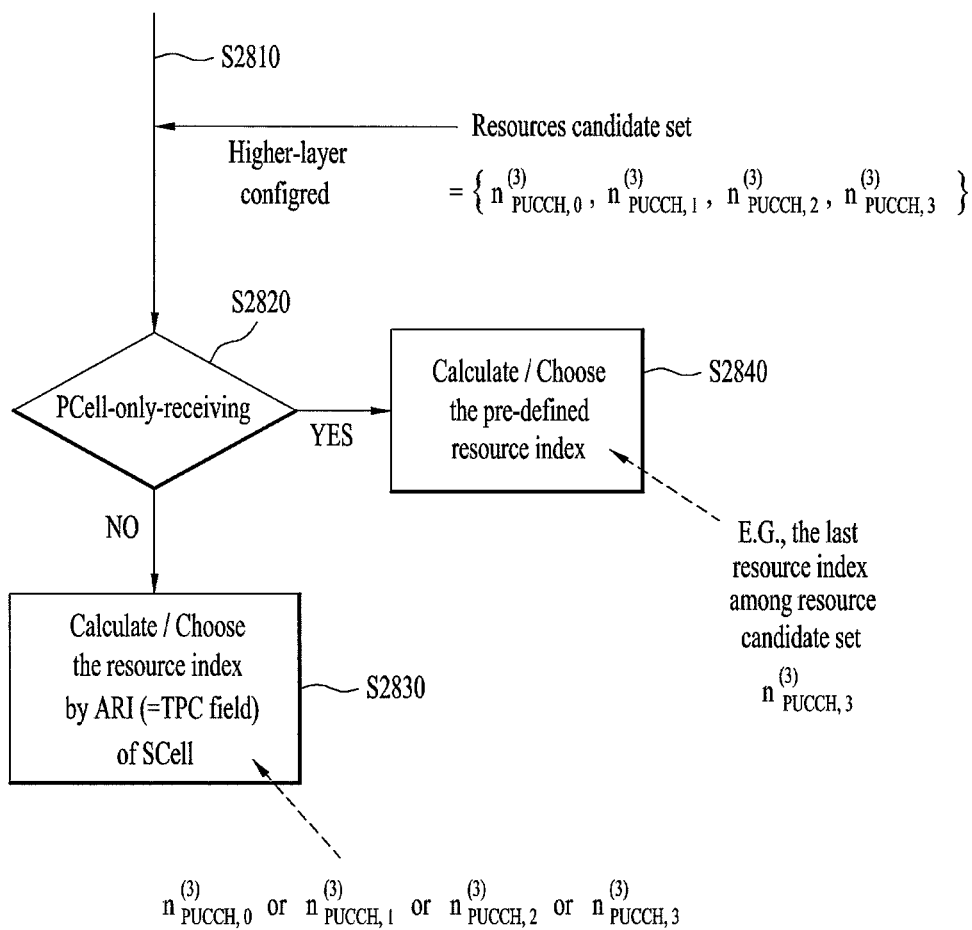 S2810
Resources candidate set
= { n^{(3)}_{PUCCH, 0} , n^{(3)}_{PUCCH, 1} , n^{(3)}_{PUCCH, 2} , n^{(3)}_{PUCCH, 3} }
Higher-layer
configred
S2820
PCell-only-receiving
YES
NO
Calculate / Choose
the pre-defined
resource index
S2840
E.G., the last
resource index
among resource
candidate set
n^{(3)}_{PUCCH, 3}
Calculate / Choose
the resource index
by ARI (=TPC field)
of SCell
S2830
n^{(3)}_{PUCCH, 0} or n^{(3)}_{PUCCH, 1} or n^{(3)}_{PUCCH, 2} or n^{(3)}_{PUCCH, 3}